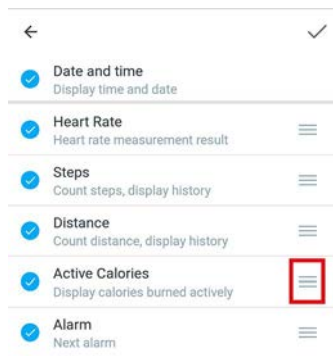 Date and time
Display time and date
Heart Rate
Heart rate measurement result
Steps
Count steps, display history
Distance
Count distance, display history
Active Calories
Display calories burned actively
Alarm
Next alarm